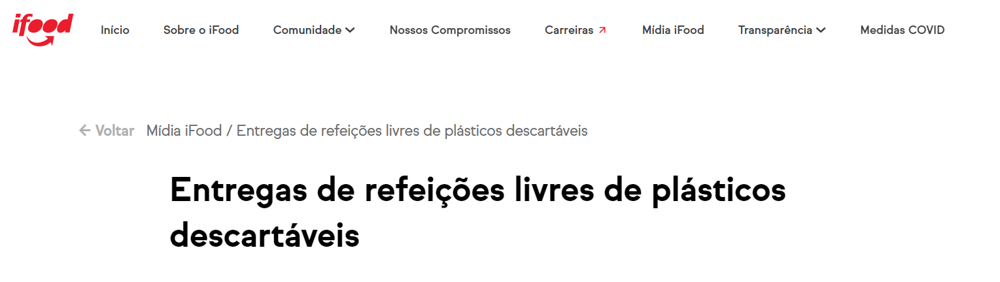 ifood Início Sobre o iFood Comunidade Nossos Compromissos Carreiras Mídia iFood Transparência Medidas COVID
Voltar Mídia iFood / Entregas de refeições livres de plásticos descartáveis
Entregas de refeições livres de plásticos
descartáveis